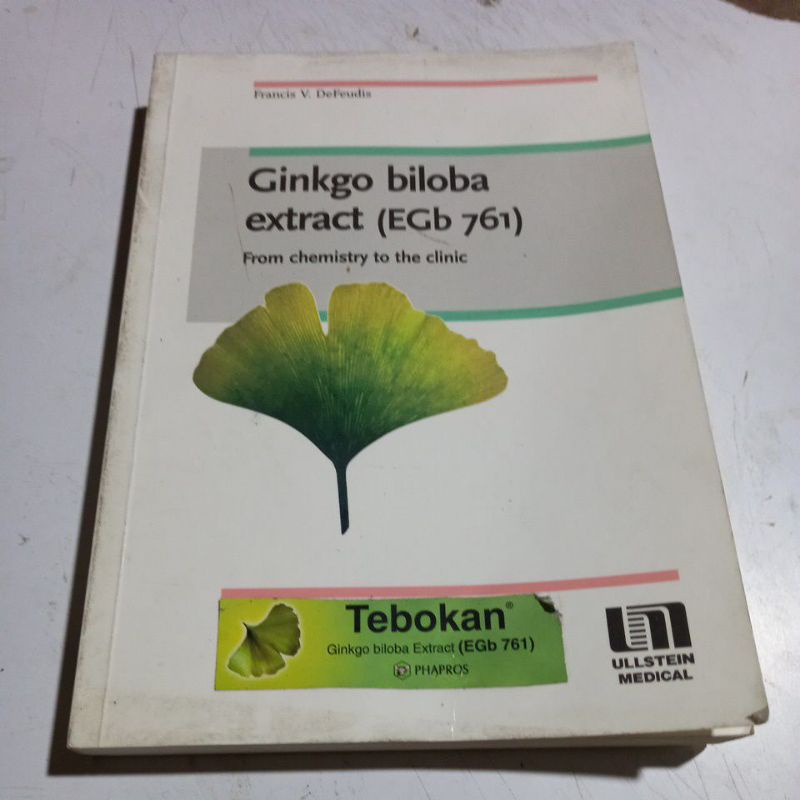 Francis V. DeFeudis
Ginkgo biloba
extract (EGb 761)
From chemistry to the clinic
Tebokan®
Ginkgo biloba Extract (EGb 761)
PHAPROS
ULLSTEIN
MEDICAL